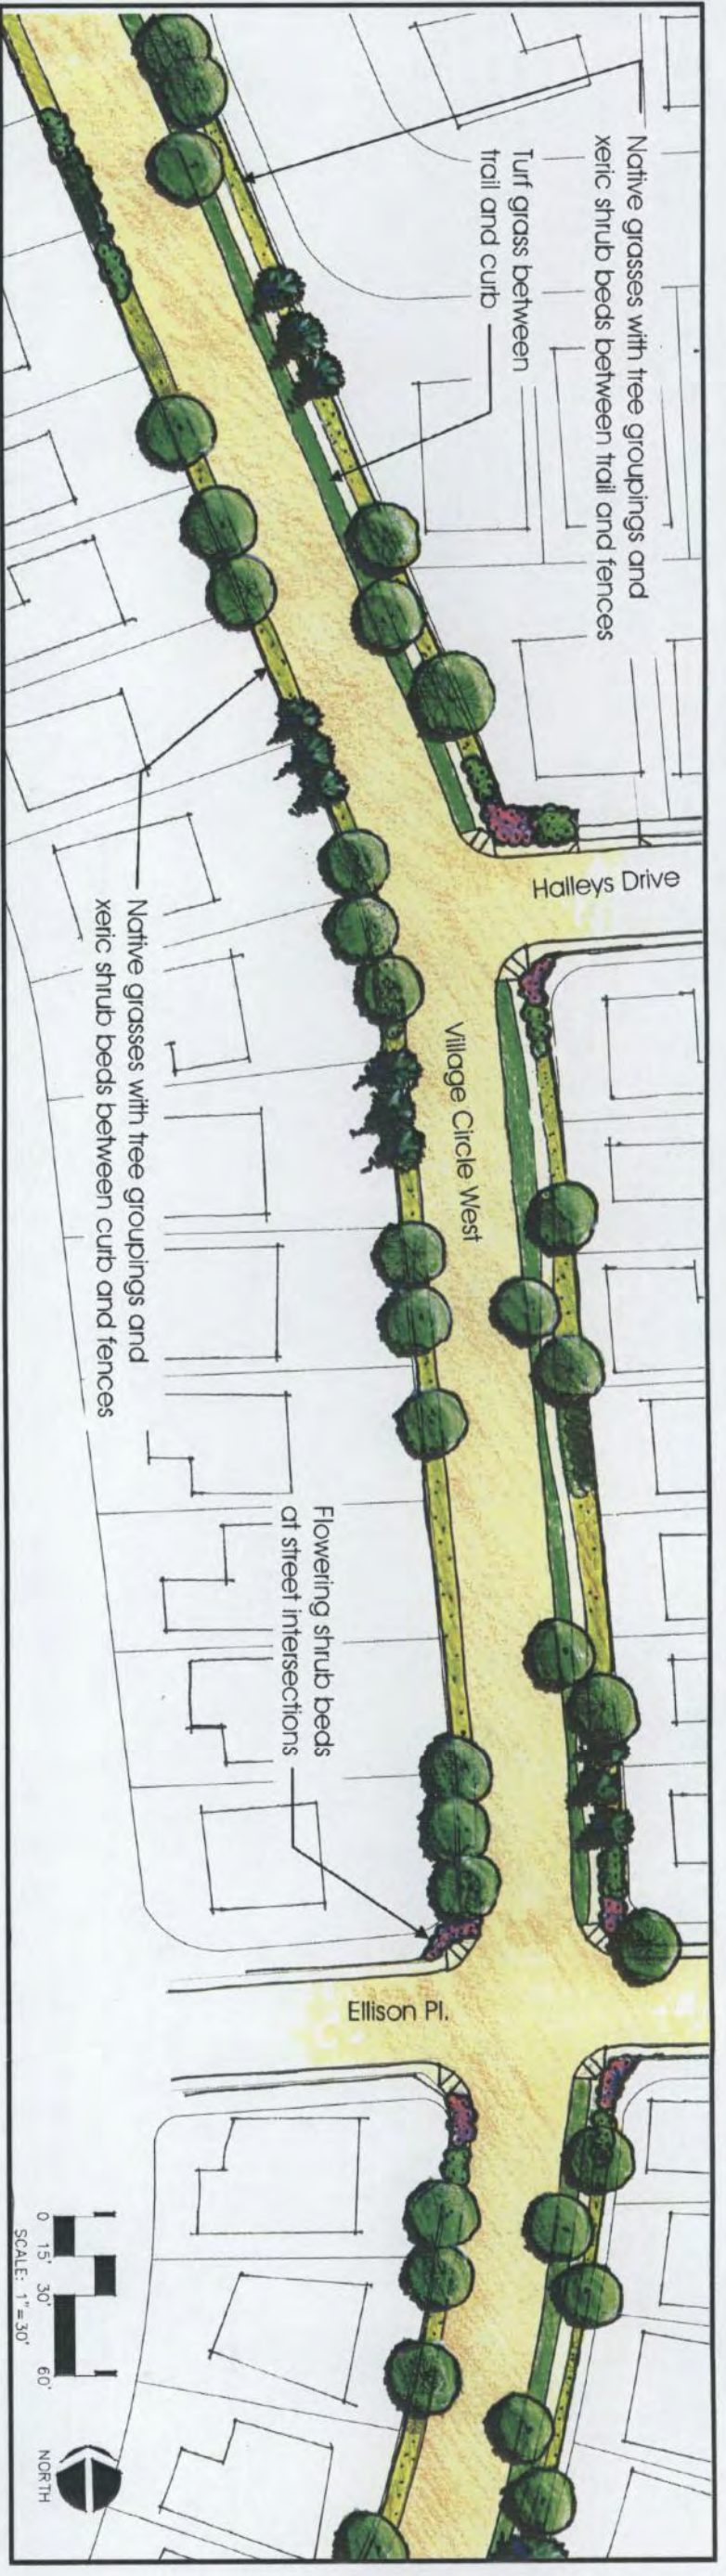 Native grasses with tree groupings and
xeric shrub beds between trail and fences
Turf grass between
trail and curb
Halleys Drive
Village Circle West
Native grasses with tree groupings and
xeric shrub beds between curb and fences
Flowering shrub beds
at street intersections
Ellison Pl.
0 15' 30' 60'
SCALE: 1"=30'
NORTH